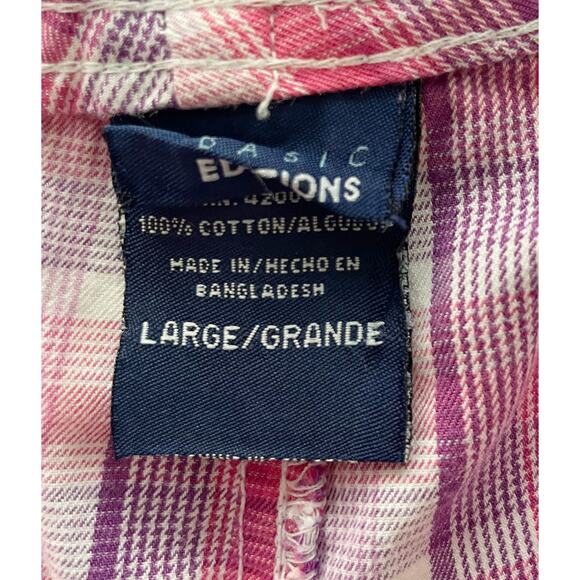 BASIC
EDITIONS
100% COTTON/ALGODON
MADE IN/HECHO EN
BANGLADESH
LARGE/GRANDE